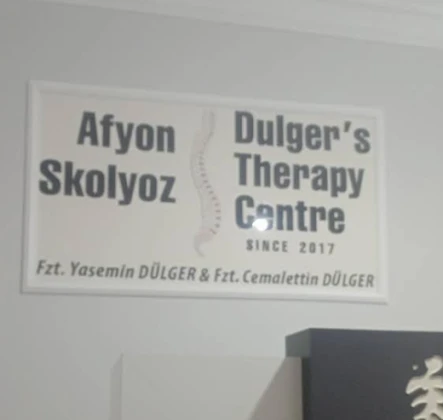 Afyon
Skolyoz
Dulger's
Therapy
Centre
SINCE 2017
Fzt. Yasemin DÜLGER & Fzt. Cemalettin DÜLGER